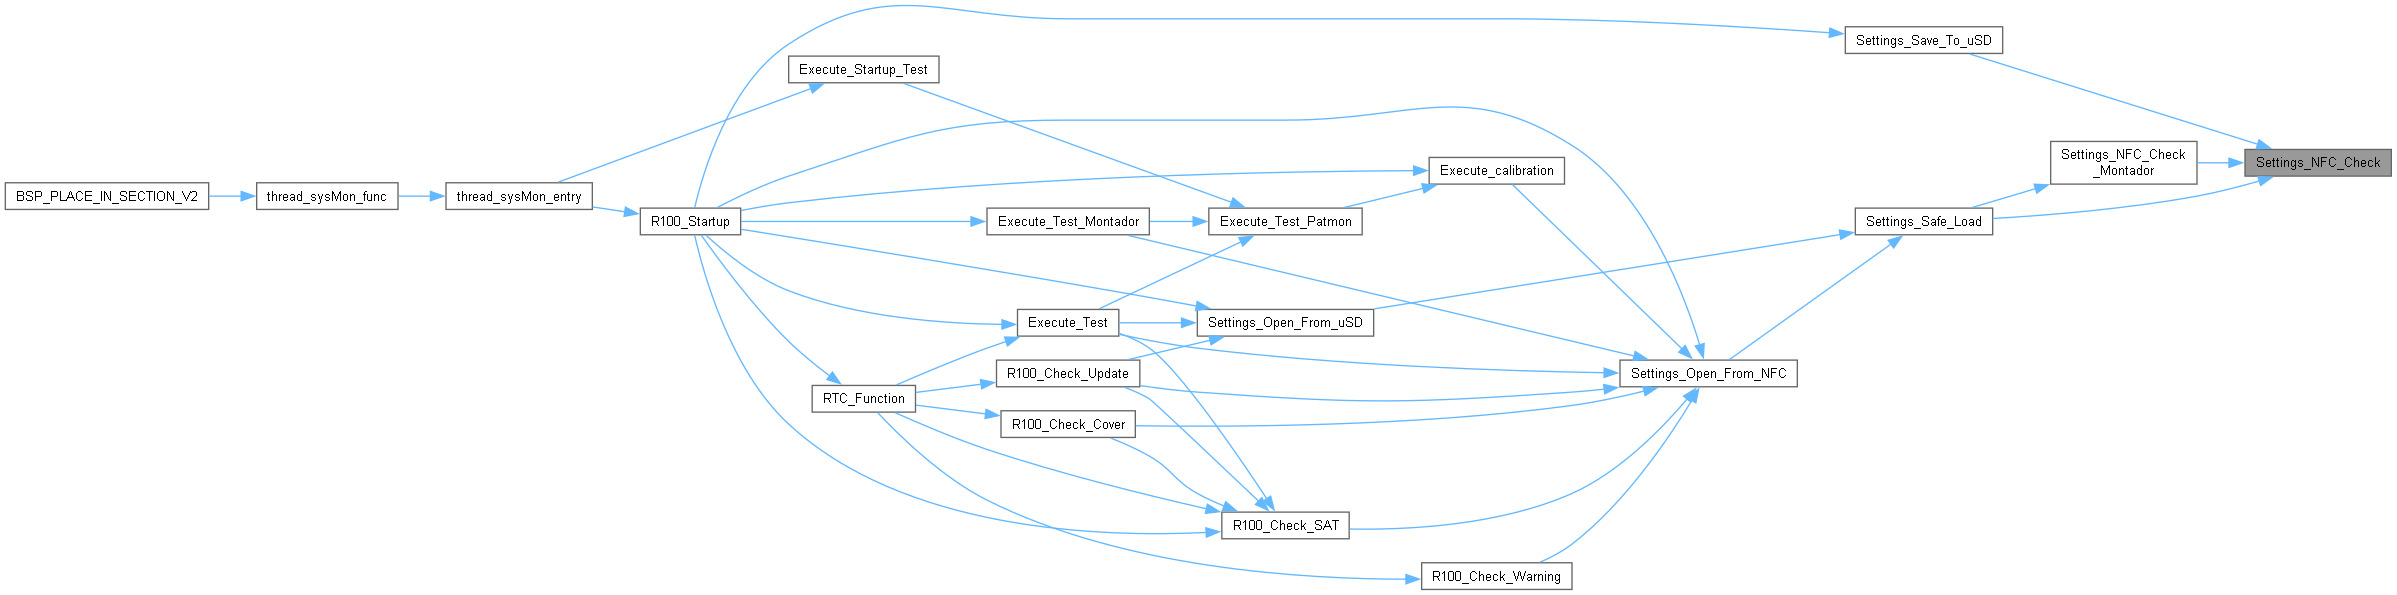 Settings_Save_To_uSD
Execute_Startup_Test
Settings_NFC_Check
_Montador
Settings_NFC_Check
Execute_calibration
BSP_PLACE_IN_SECTION_V2
thread_sysMon_func
thread_sysMon_entry
R100_Startup
Execute_Test_Montador
Execute_Test_Patmon
Settings_Safe_Load
Execute_Test
Settings_Open_From_uSD
R100_Check_Update
Settings_Open_From_NFC
RTC_Function
R100_Check_Cover
R100_Check_SAT
R100_Check_Warning